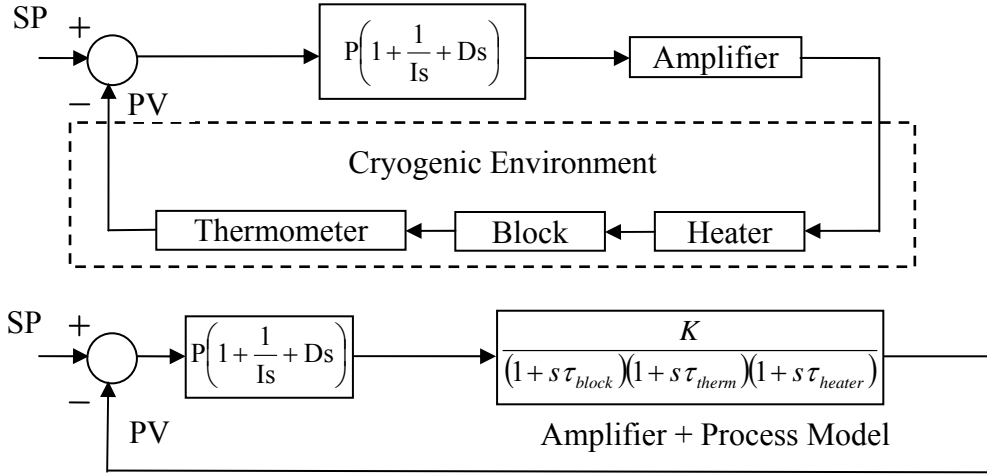 SP
+
P(1 + 1/Is + Ds)
Amplifier
−
PV
Cryogenic Environment
Thermometer
Block
Heater
SP
+
P(1 + 1/Is + Ds)
K/((1 + sτ_block)(1 + sτ_therm)(1 + sτ_heater))
−
PV
Amplifier + Process Model